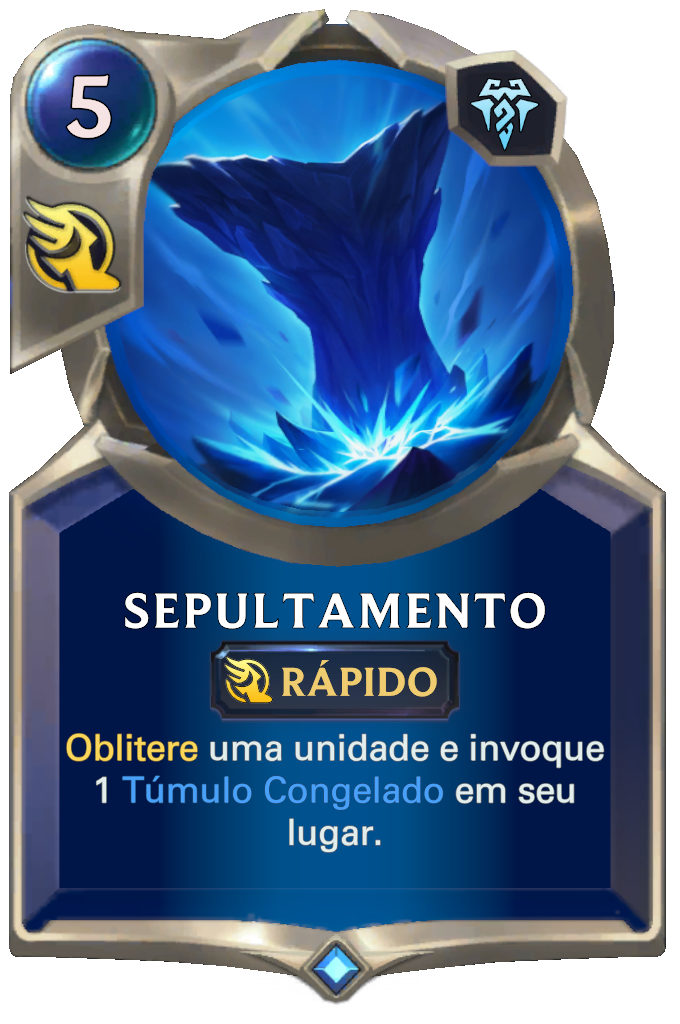 5
SEPULTAMENTO
RÁPIDO
Oblitere uma unidade e invoque
1 Túmulo Congelado em seu
lugar.